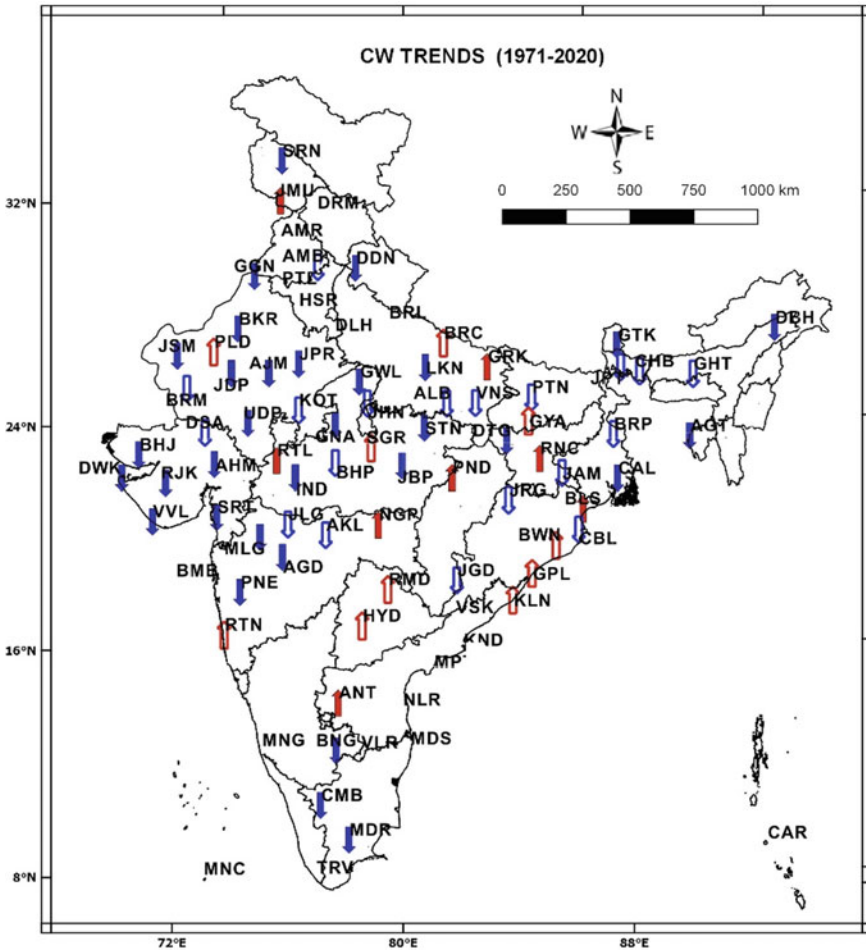 CW TRENDS (1971-2020)
N
W E
S
0 250 500 750 1000 km
SRN
JMU
32°N
DRM
AMR
AMB
DDN
GGN
PTL
HSR
BRL
BKR
DLH
DBH
GTK
PLD
BRC
JSM
JPR
GRK
AJM
LKN
CHB
GHT
JDP
GWL
PTN
BRM
KOT
ALB
VNS
JHN
DSA
UDP
GYA
24°N
GNA
STN
DTG
BRP
AGT
SGR
BHJ
RTL
RNC
DWK
AHM
BHP
PND
JAM
CAL
RJK
IND
JBP
JRG
BLS
VVL
SRT
JLG
AKL
NGP
BWN
CBL
MLG
AGD
BMB
JGD
GPL
PNE
RMD
KLN
VSK
RTN
HYD
KND
16°N
MP
ANT
NLR
MNG
BNG
VLR
MDS
CMB
MDR
CAR
MNC
TRV
8°N
72°E 80°E 88°E